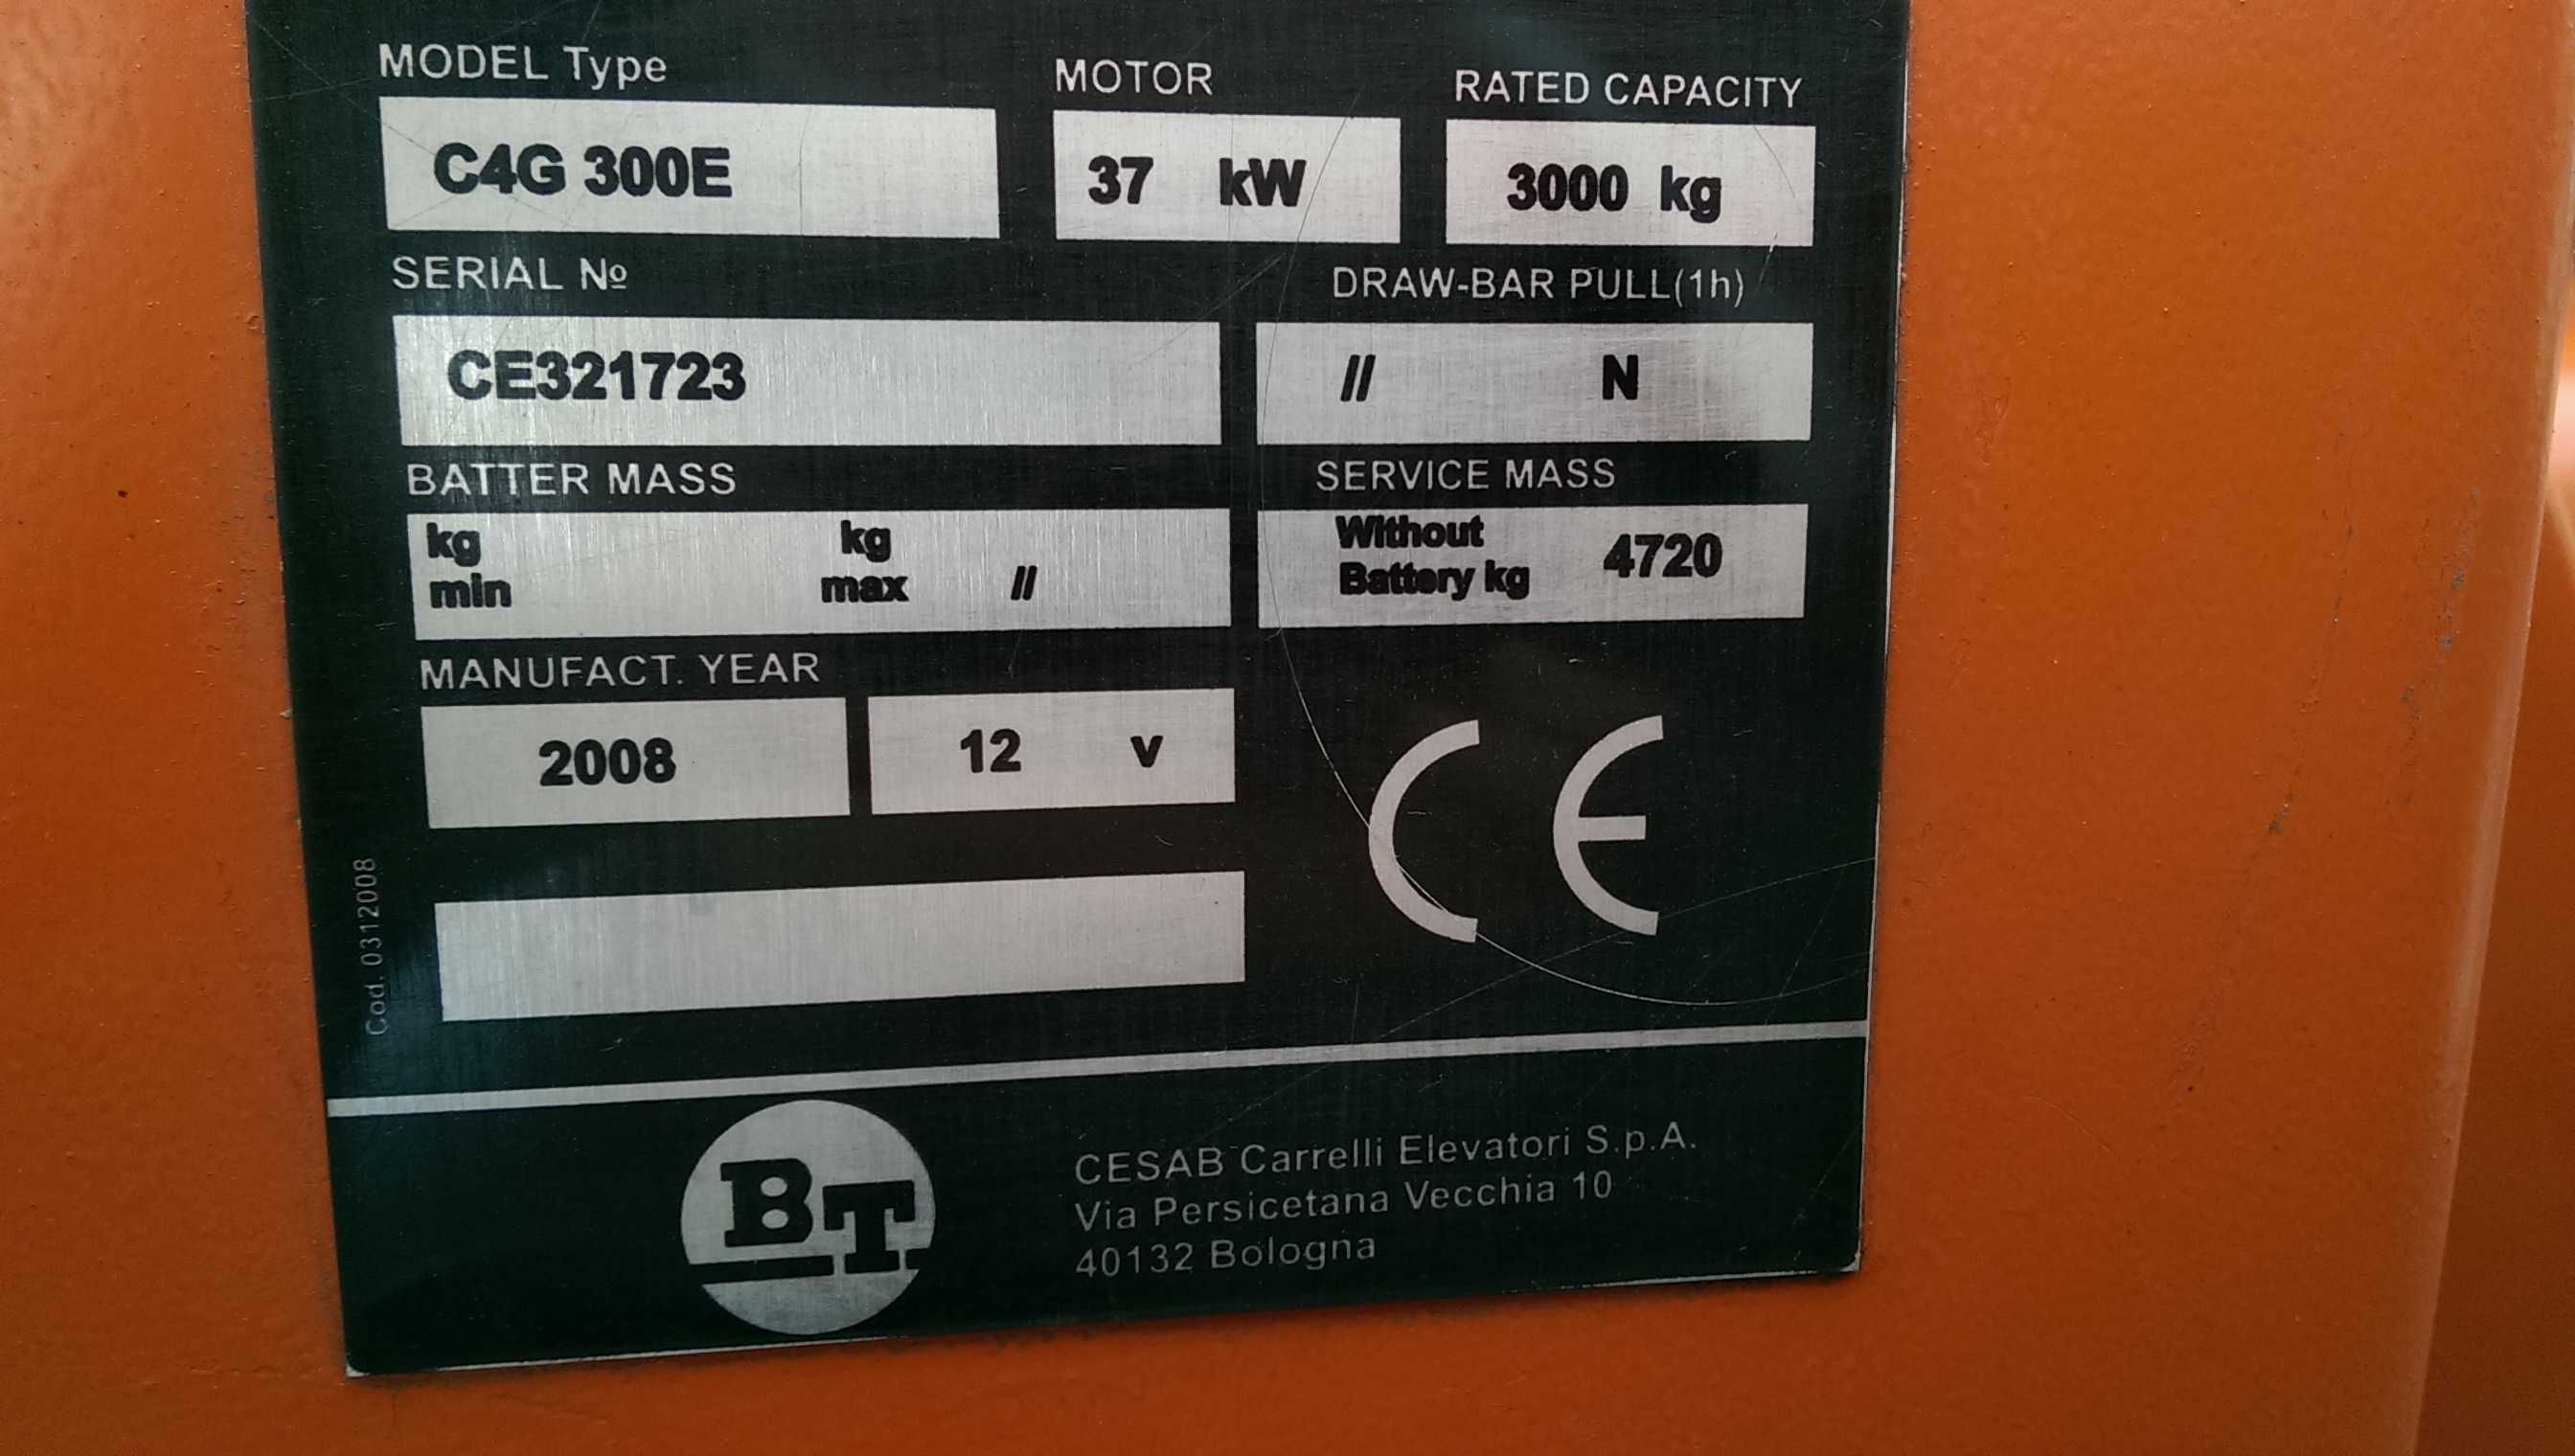 MODEL Type MOTOR RATED CAPACITY
C4G 300E 37 kW 3000 kg
SERIAL № DRAW-BAR PULL(1h)
CE321723 // N
BATTER MASS SERVICE MASS
kg kg Without
min max // Battery kg 4720
MANUFACT. YEAR
2008 12 V
CE
Cod. 0312008
BT
CESAB Carrelli Elevatori S.p.A.
Via Persicetana Vecchia 10
40132 Bologna